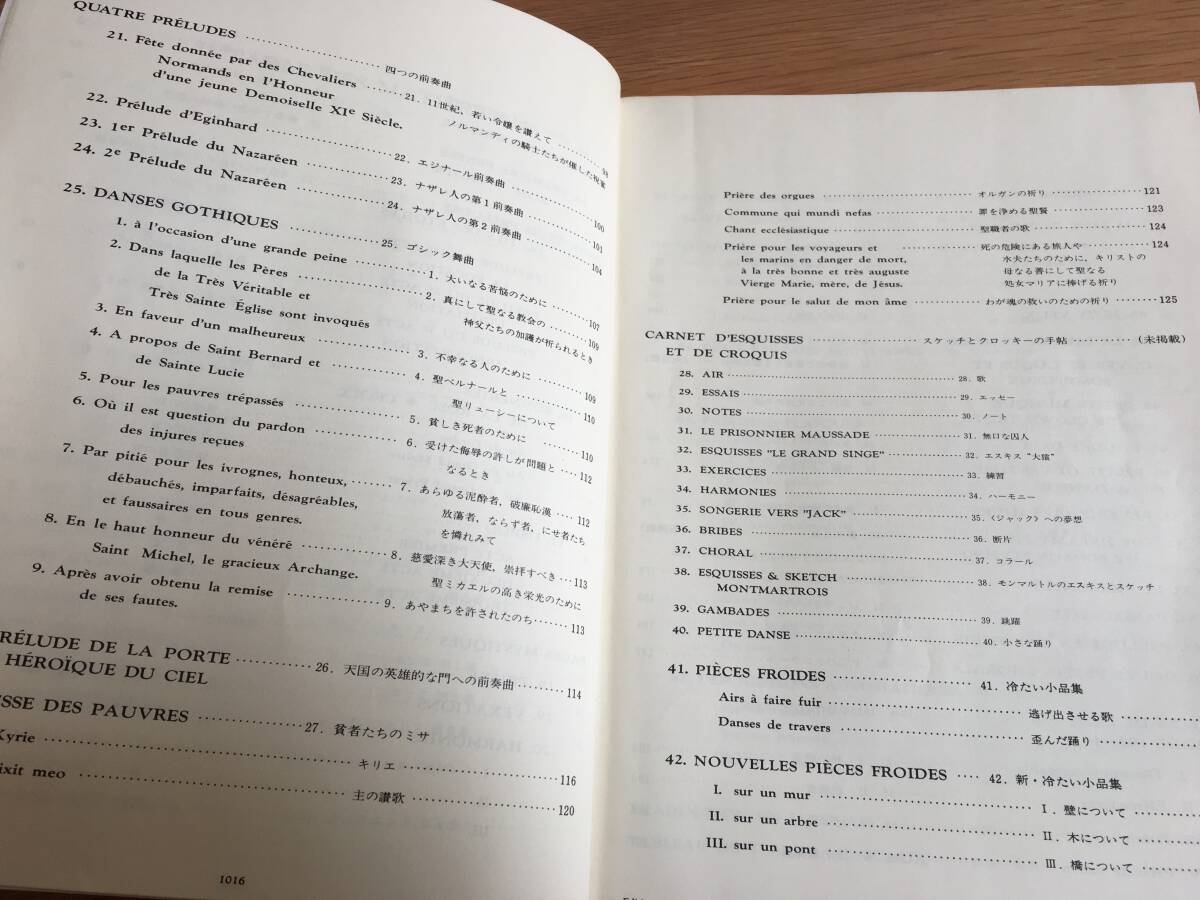 QUATRE PRÉLUDES ················ 四つの前奏曲
21. Fête donnée par des Chevaliers ······· 21. 11世紀, 若い令嬢を讃えて ········· 98
Normands en l'Honneur ノルマンディの騎士たちが催した祝宴
d'une jeune Demoiselle XIe Siècle.
22. Prélude d'Eginhard ················ 22. エジナール前奏曲 ················ 100
23. 1er Prélude du Nazaréen ············ 23. ナザレ人の第1前奏曲 ············ 101
24. 2e Prélude du Nazaréen ············ 24. ナザレ人の第2前奏曲 ············ 104
25. DANSES GOTHIQUES ················ 25. ゴシック舞曲
1. à l'occasion d'une grande peine ······ 1. 大いなる苦悩のために ············ 107
2. Dans laquelle les Pères ············ 2. 真にして聖なる教会の ············ 109
de la Très Véritable et 神父たちの加護が祈られるとき
Très Sainte Église sont invoqués
3. En faveur d'un malheureux ········· 3. 不幸なる人のために ············ 109
4. A propos de Saint Bernard et ······ 4. 聖ベルナールと ············ 110
de Sainte Lucie 聖リューシーについて
5. Pour les pauvres trépassés ········· 5. 貧しき死者のために ········· 110
6. Où il est question du pardon ······ 6. 受けた侮辱の許しが問題と ···· 112
des injures reçues なるとき
7. Par pitié pour les ivrognes, honteux, ······ 7. あらゆる泥酔者, 破廉恥漢 ···· 112
débauchés, imparfaits, désagréables, 放蕩者, ならず者, にせ者たち
et faussaires en tous genres. を憐れみて
8. En le haut honneur du vénéré ······ 8. 慈愛深き大天使, 崇拝すべき ···113
Saint Michel, le gracieux Archange. 聖ミカエルの高き栄光のために
9. Après avoir obtenu la remise ······ 9. あやまちを許されたのち ······· 113
de ses fautes.
RÉLUDE DE LA PORTE ············ 26. 天国の英雄的な門への前奏曲 ········· 114
HÉROÏQUE DU CIEL
ESSE DES PAUVRES ················ 27. 貧者たちのミサ
Kyrie ································ キリエ ················ 116
ixit meo ································ 主の讃歌 ················ 120
1016
Prière des orgues ················ オルガンの祈り ················ 121
Commune qui mundi nefas ············ 罪を浄める聖賢 ················ 123
Chant ecclèsiastique ················ 聖職者の歌 ················ 124
Prière pour les voyageurs et ············ 死の危険にある旅人や ············ 124
les marins en danger de mort, 水夫たちのために, キリストの
à la très bonne et très auguste 母なる善にして聖なる
Vierge Marie, mère, de Jèsus. 処女マリアに捧げる祈り
Prière pour le salut de mon âme ············ わが魂の救いのための祈り ······· 125
CARNET D'ESQUISSES ················ スケッチとクロッキーの手帖 ··········· (未掲載)
ET DE CROQUIS
28. AIR ································ 28. 歌
29. ESSAIS ································ 29. エッセー
30. NOTES ································ 30. ノート
31. LE PRISONNIER MAUSSADE ············ 31. 無口な囚人
32. ESQUISSES "LE GRAND SINGE" ············ 32. エスキス "大猿"
33. EXERCICES ································ 33. 練習
34. HARMONIES ································ 34. ハーモニー
35. SONGERIE VERS "JACK" ················ 35. 〈ジャック〉への夢想
36. BRIBES ································ 36. 断片
37. CHORAL ································ 37. コラール
38. ESQUISSES & SKETCH ················ 38. モンマルトルのエスキスとスケッチ ·
MONTMARTROIS
39. GAMBADES ································ 39. 跳躍
40. PETITE DANSE ································ 40. 小さな踊り
41. PIÈCES FROIDES ················ 41. 冷たい小品集
Airs à faire fuir ································ 逃げ出させる歌 ·········
Danses de travers ································ 歪んだ踊り ············
42. NOUVELLES PIÈCES FROIDES ···· 42. 新・冷たい小品集
I. sur un mur ································ I. 壁について ·········
II. sur un arbre ································ II. 木について ·········
III. sur un pont ································ III. 橋について ·········